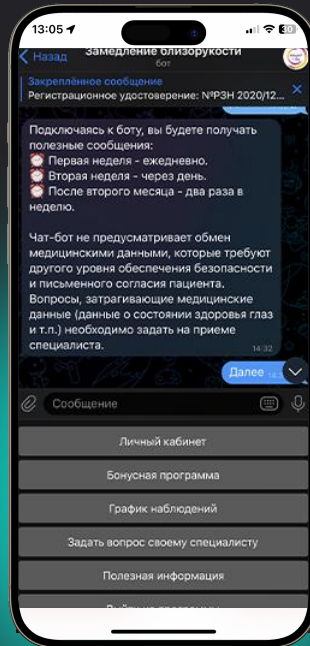 13:05
30
Назад
Замедление близорукости
бот
Закреплённое сообщение
Регистрационное удостоверение: №РЗН 2020/12...
Подключаясь к боту, вы будете получать
полезные сообщения:
⏰ Первая неделя - ежедневно.
⏰ Вторая неделя - через день.
⏰ После второго месяца - два раза в
неделю.
Чат-бот не предусматривает обмен
медицинскими данными, которые требуют
другого уровня обеспечения безопасности
и письменного согласия пациента.
Вопросы, затрагивающие медицинские
данные (данные о состоянии здоровья глаз
и т.п.) необходимо задать на приеме
специалиста.
14:32
Далее
Сообщение
Личный кабинет
Бонусная программа
График наблюдений
Задать вопрос своему специалисту
Полезная информация